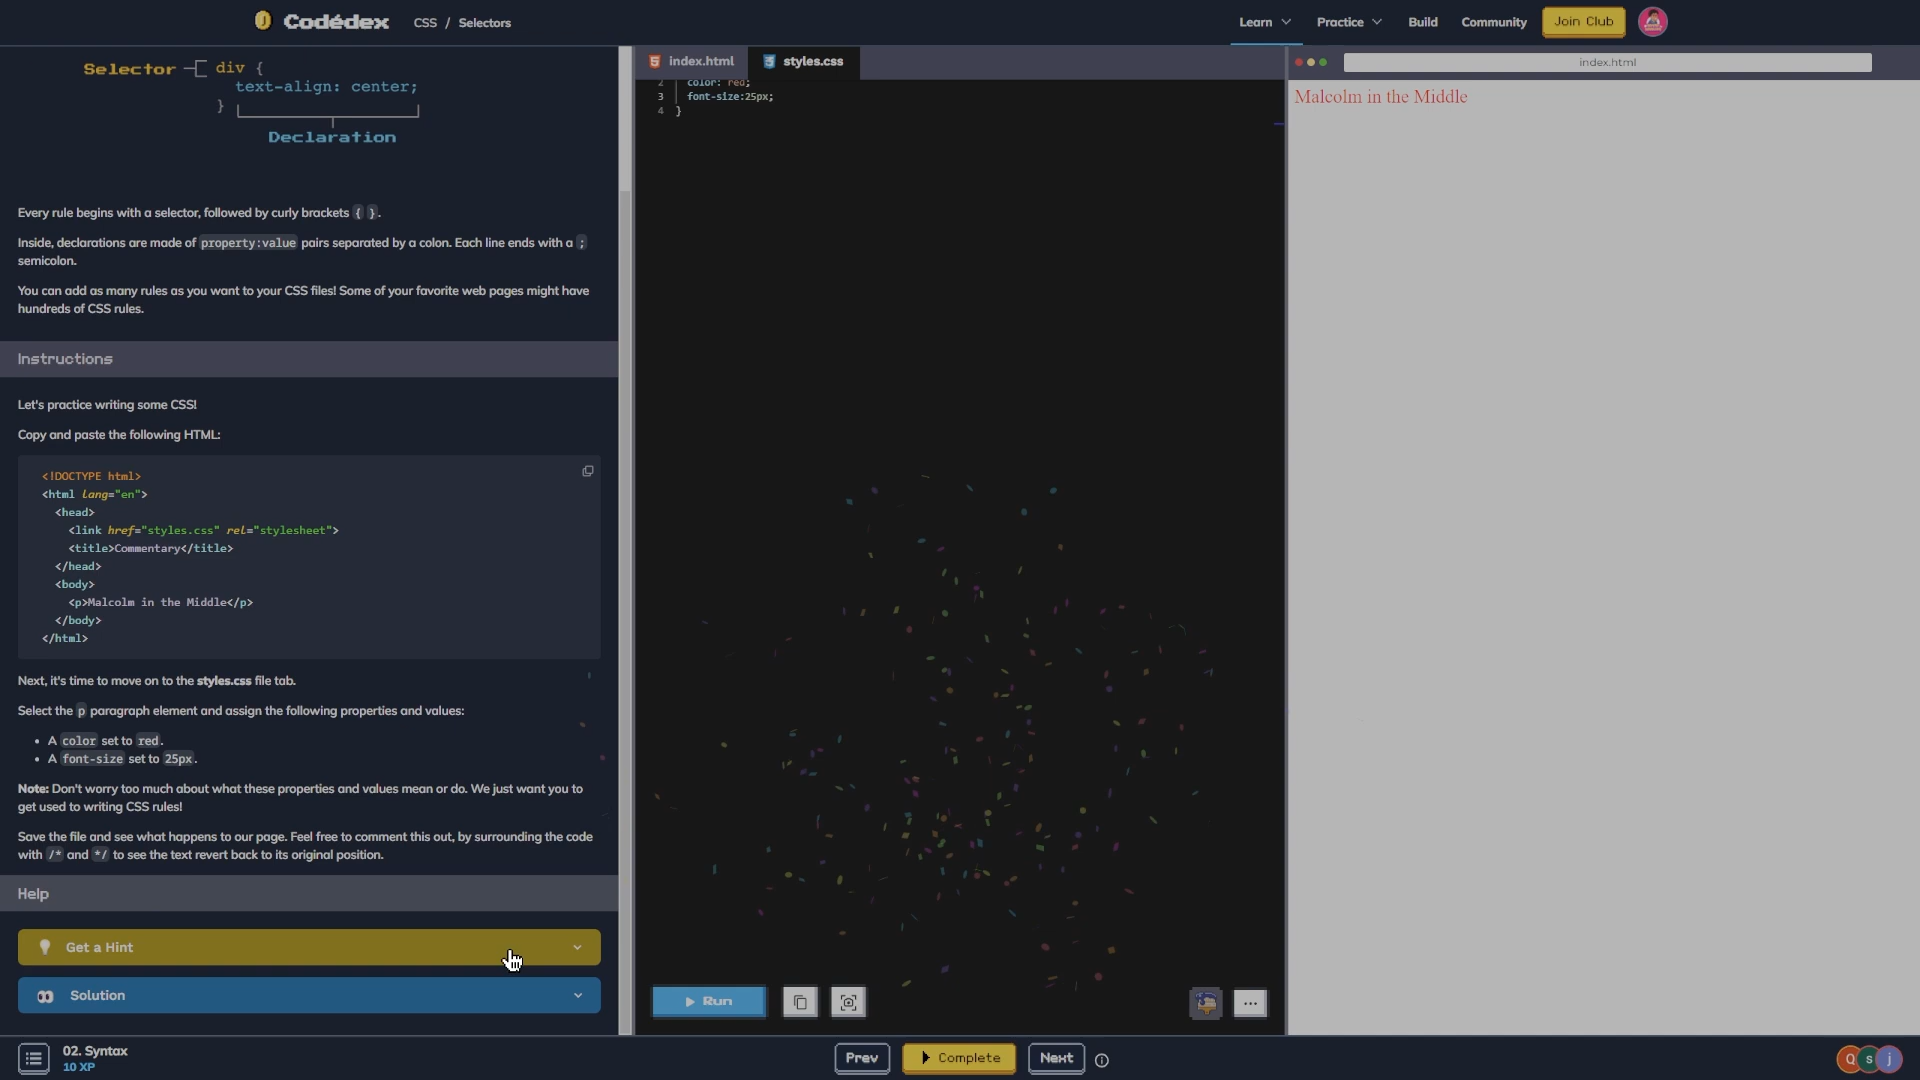 Codédex
CSS / Selectors
Learn
Practice
Build
Community
Join Club
Selector
div {
text-align: center;
}
Declaration
Every rule begins with a selector, followed by curly brackets { }.
Inside, declarations are made of property:value pairs separated by a colon. Each line ends with a ;
semicolon.
You can add as many rules as you want to your CSS files! Some of your favorite web pages might have
hundreds of CSS rules.
Instructions
Let's practice writing some CSS!
Copy and paste the following HTML:
<!DOCTYPE html>
<html lang="en">
<head>
<link href="styles.css" rel="stylesheet">
<title>Commentary</title>
</head>
<body>
<p>Malcolm in the Middle</p>
</body>
</html>
Next, it's time to move on to the styles.css file tab.
Select the p paragraph element and assign the following properties and values:
• A color set to red.
• A font-size set to 25px.
Note: Don't worry too much about what these properties and values mean or do. We just want you to
get used to writing CSS rules!
Save the file and see what happens to our page. Feel free to comment this out, by surrounding the code
with /* and */ to see the text revert back to its original position.
Help
Get a Hint
Solution
index.html
styles.css
2 color: red;
3 font-size:25px;
4 }
Run
index.html
Malcolm in the Middle
02. Syntax
10 XP
Prev
Complete
Next
Q s j